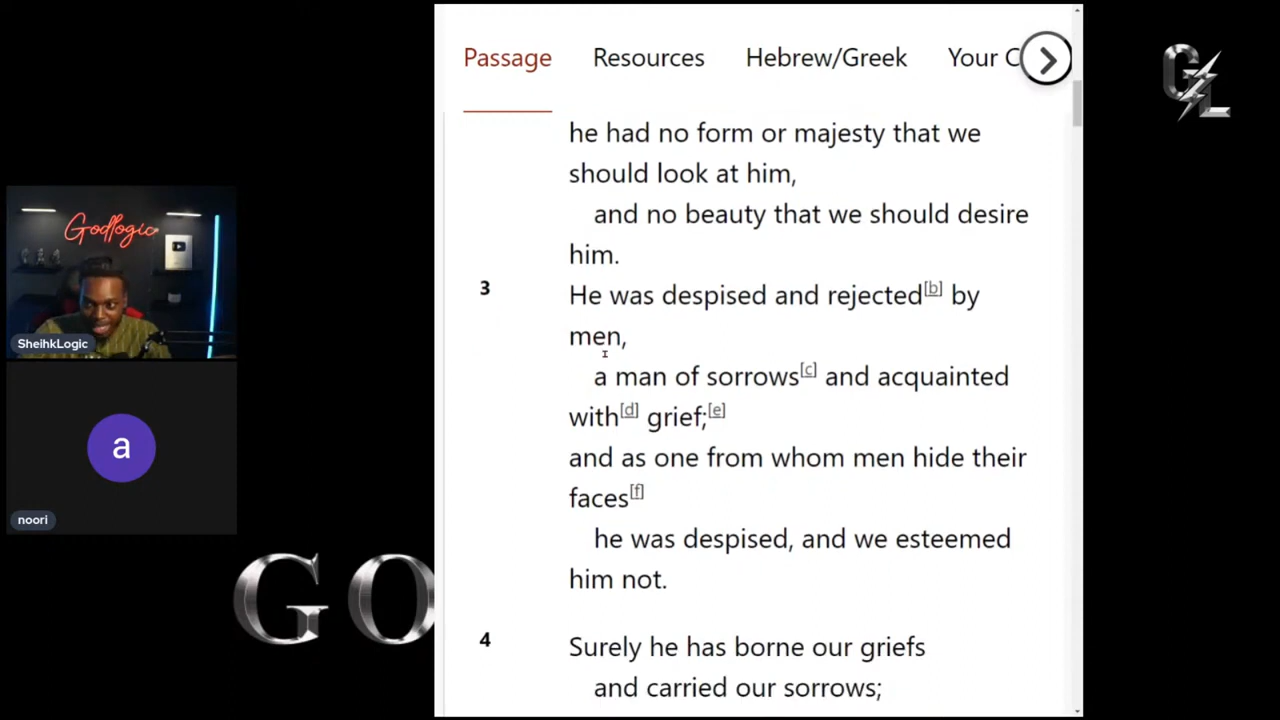 Passage Resources Hebrew/Greek Your C
he had no form or majesty that we
should look at him,
and no beauty that we should desire
him.
3 He was despised and rejected[b] by
men,
a man of sorrows[c] and acquainted
with[d] grief;[e]
and as one from whom men hide their
faces[f]
he was despised, and we esteemed
him not.
4 Surely he has borne our griefs
and carried our sorrows;
Godlogic
SheihkLogic
a
noori
GO
GL